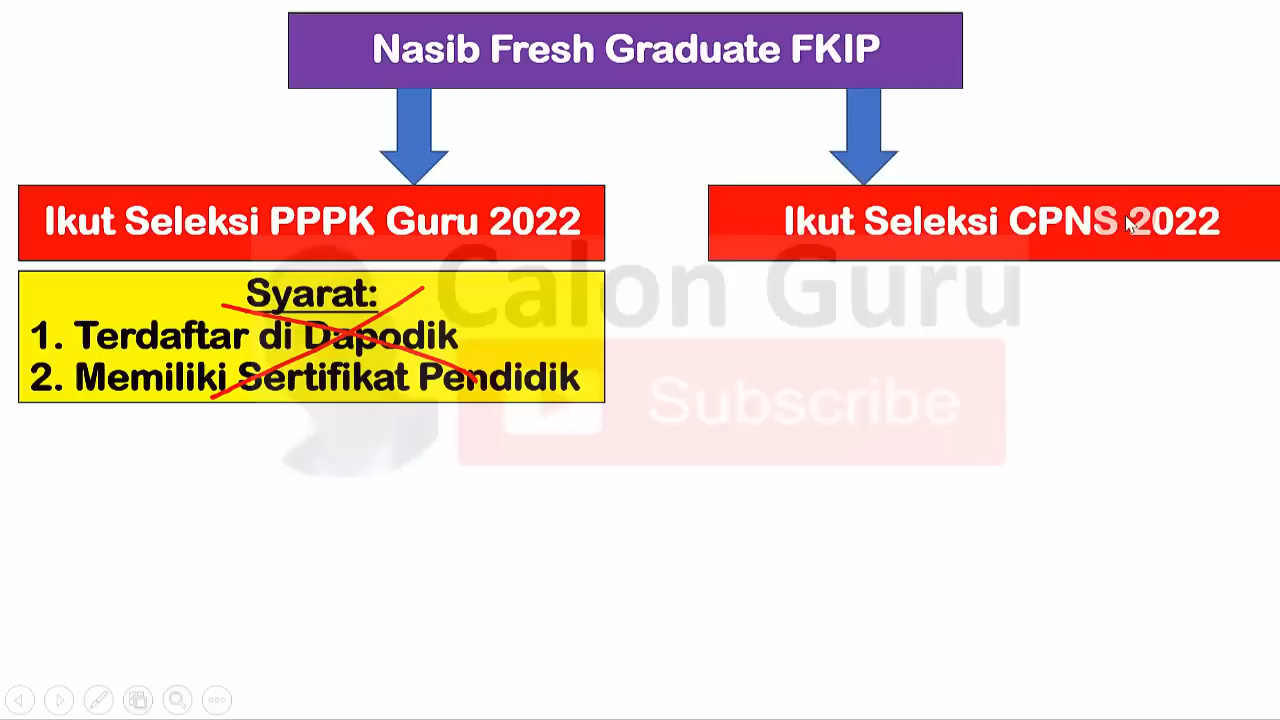 Nasib Fresh Graduate FKIP
Ikut Seleksi PPPK Guru 2022
Ikut Seleksi CPNS 2022
Syarat:
1. Terdaftar di Dapodik
2. Memiliki Sertifikat Pendidik
Calon Guru
Subscribe